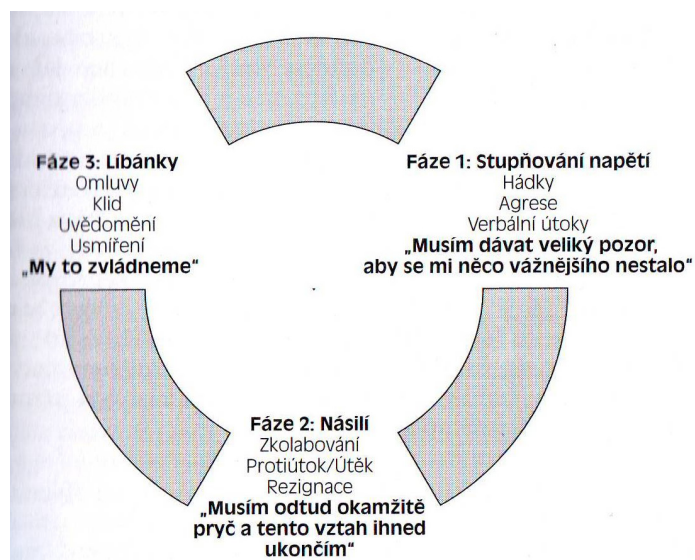 Fáze 3: Líbánky
Omluvy
Klid
Uvědomění
Usmíření
„My to zvládneme“
Fáze 1: Stupňování napětí
Hádky
Agrese
Verbální útoky
„Musím dávat veliký pozor,
aby se mi něco vážnějšího nestalo“
Fáze 2: Násilí
Zkolabování
Protiútok/Útěk
Rezignace
„Musím odtud okamžitě
pryč a tento vztah ihned
ukončím“